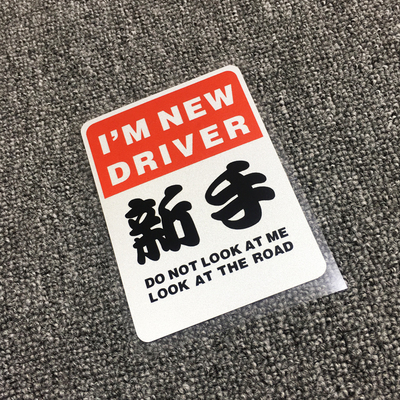 I'M NEW
DRIVER
新手
DO NOT LOOK AT ME
LOOK AT THE ROAD